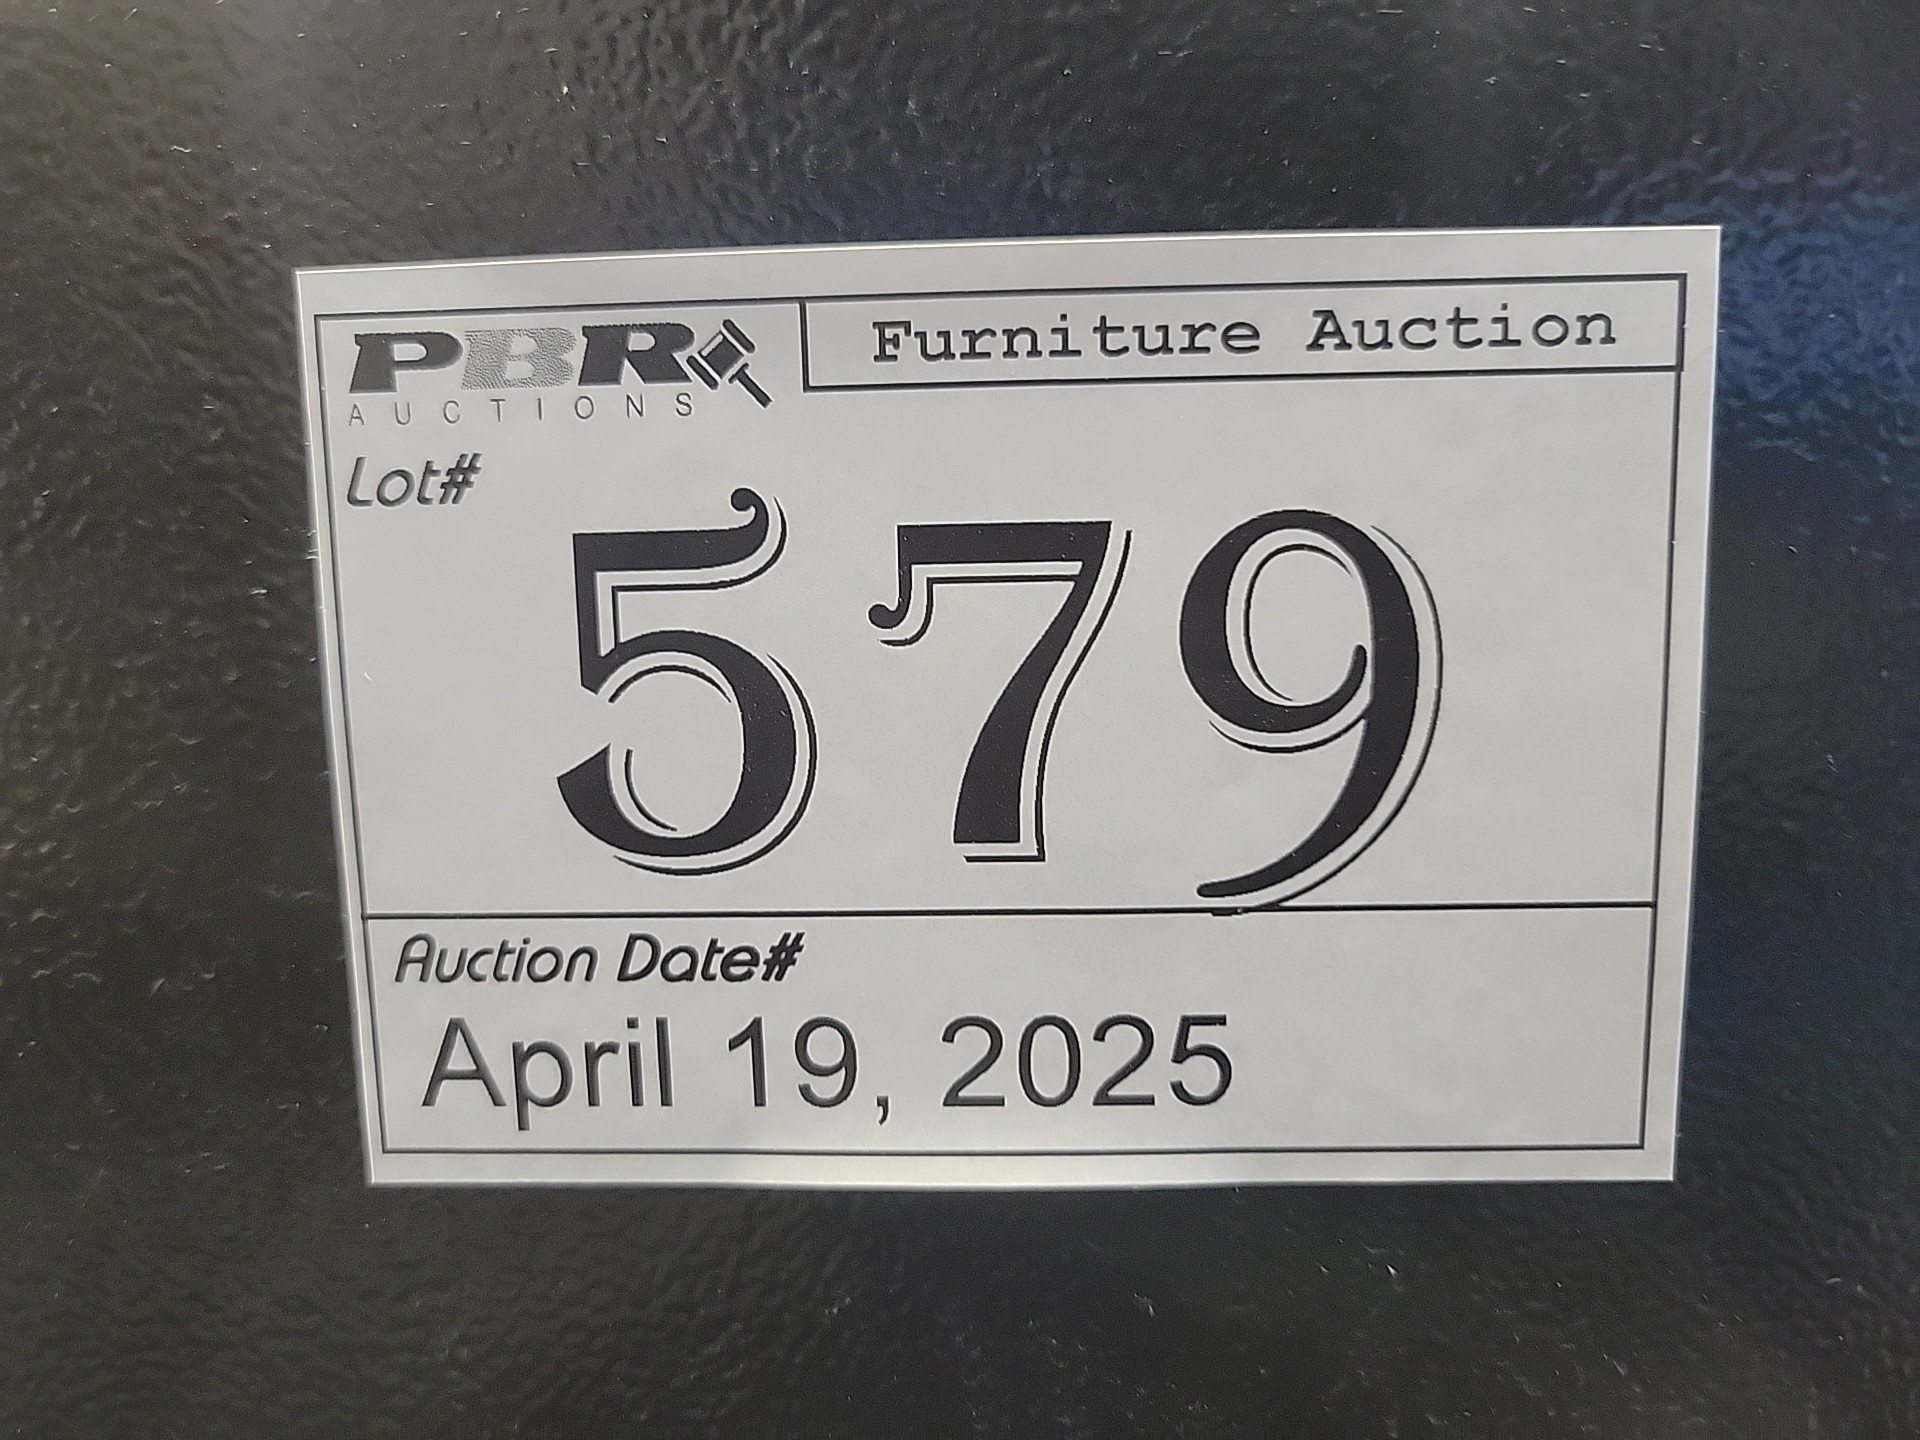 PBR
AUCTIONS
Furniture Auction
Lot#
579
Auction Date#
April 19, 2025